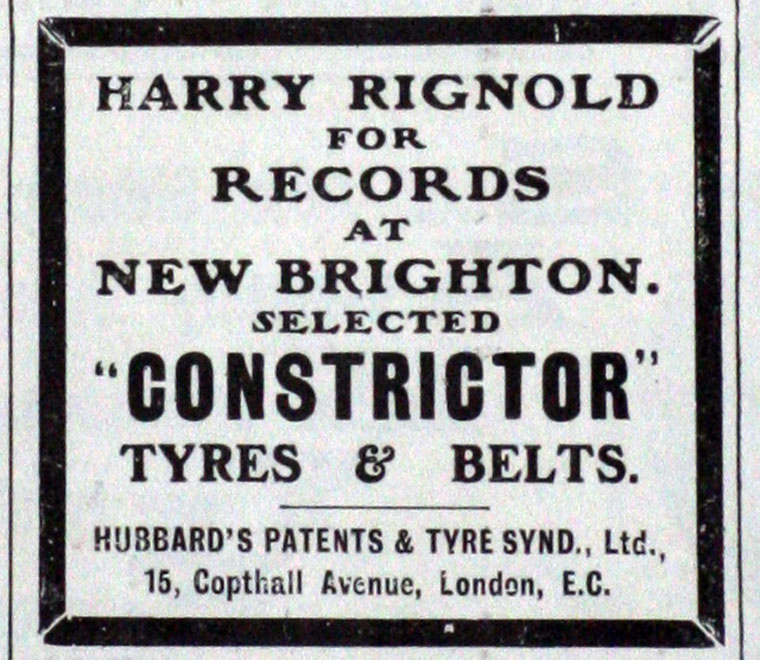 HARRY RIGNOLD
FOR
RECORDS
AT
NEW BRIGHTON.
SELECTED
"CONSTRICTOR"
TYRES & BELTS.
HUBBARD'S PATENTS & TYRE SYND., Ltd.,
15, Copthall Avenue, London, E.C.